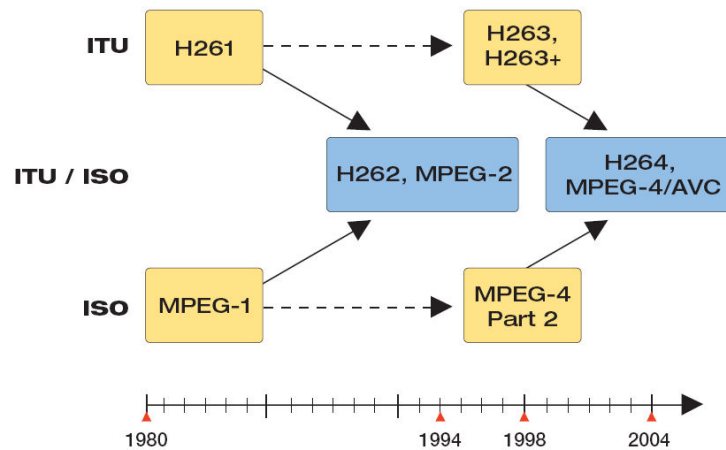 ITU
H261
H263,
H263+
ITU / ISO
H262, MPEG-2
H264,
MPEG-4/AVC
ISO
MPEG-1
MPEG-4
Part 2
1980
1994
1998
2004